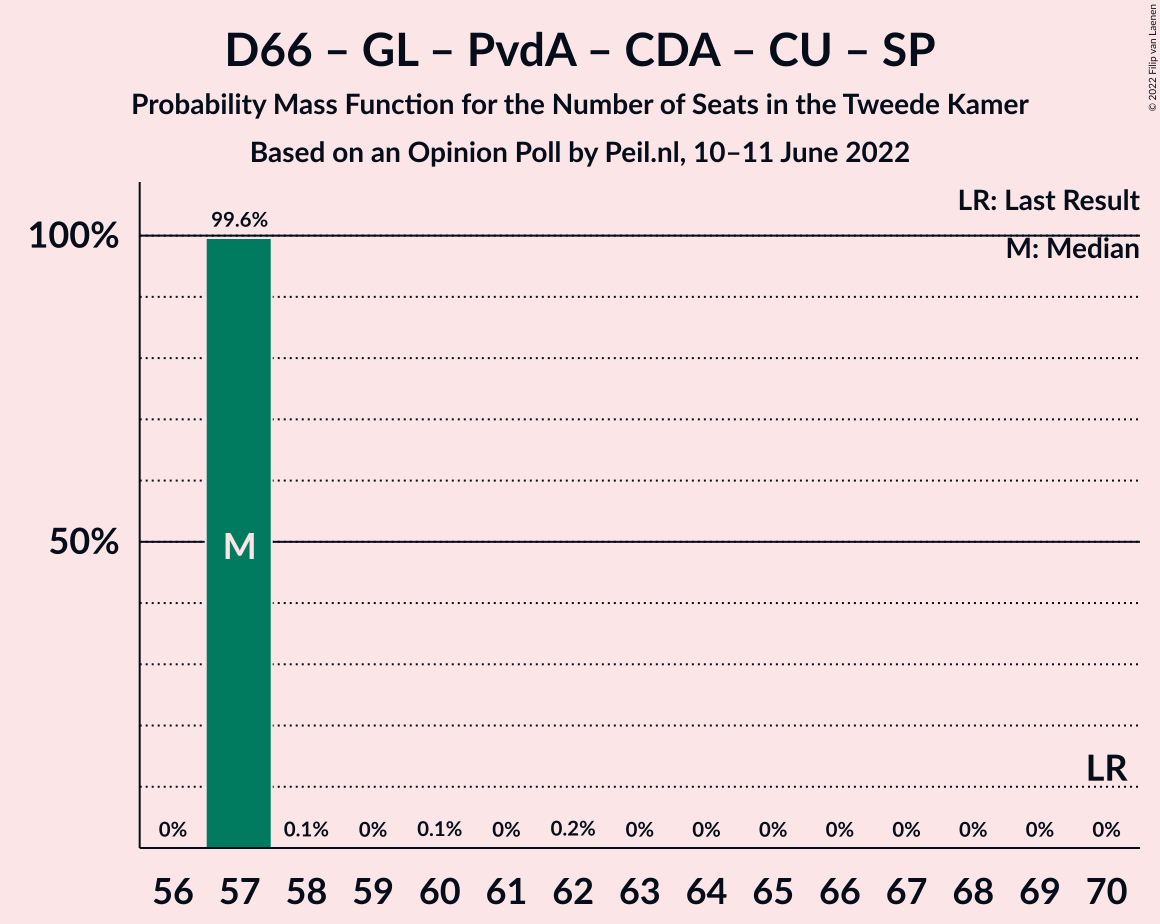 D66 – GL – PvdA – CDA – CU – SP
Probability Mass Function for the Number of Seats in the Tweede Kamer
Based on an Opinion Poll by Peil.nl, 10–11 June 2022
© 2022 Filip van Laenen
LR: Last Result
M: Median
100%
50%
99.6%
M
LR
0% 0.1% 0% 0.1% 0% 0.2% 0% 0% 0% 0% 0% 0% 0% 0%
56 57 58 59 60 61 62 63 64 65 66 67 68 69 70